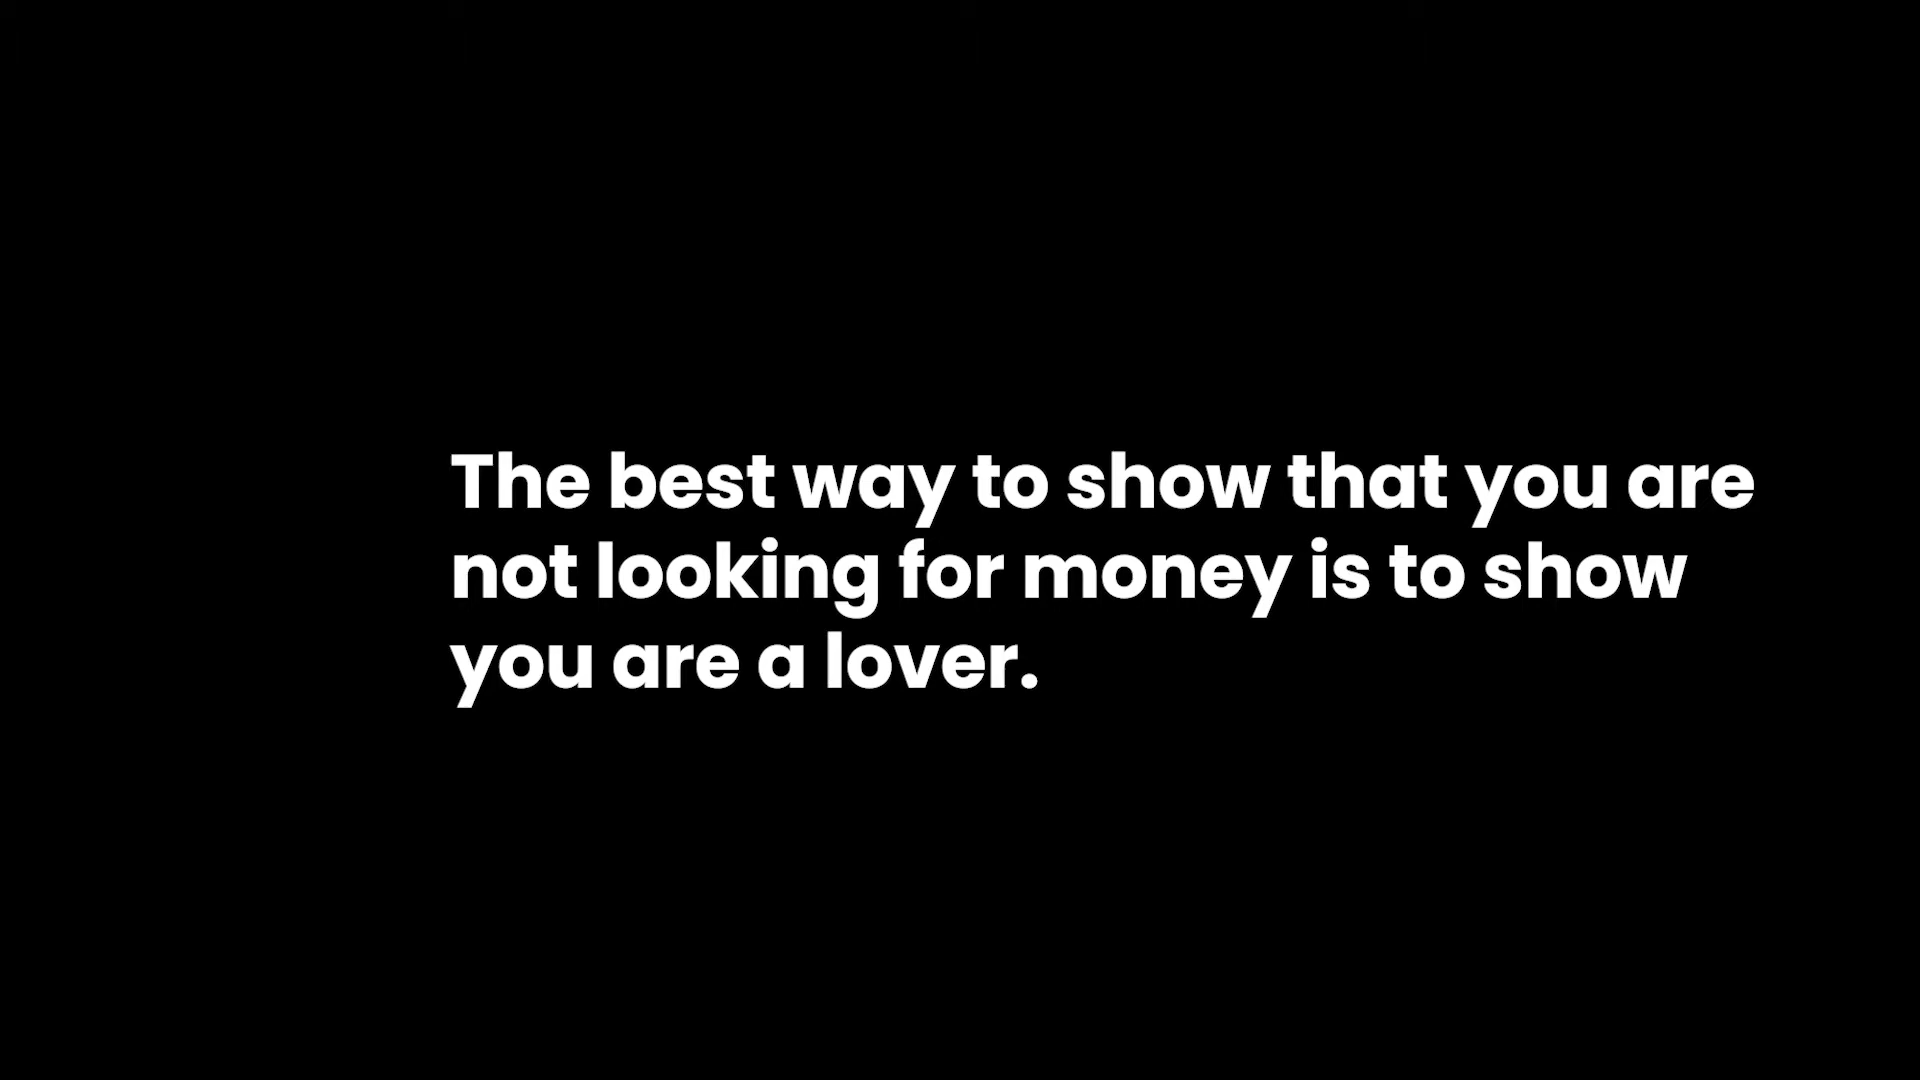 The best way to show that you are
not looking for money is to show
you are a lover.